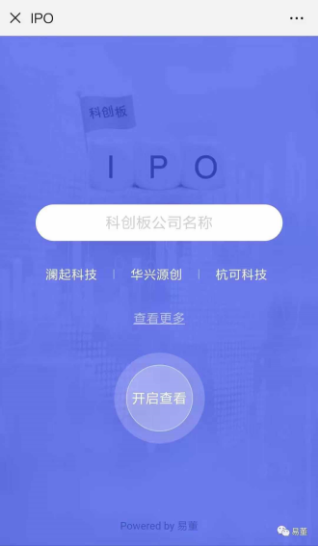 IPO
科创板
I P O
科创板公司名称
澜起科技 | 华兴源创 | 杭可科技
查看更多
开启查看
Powered by 易董
易董